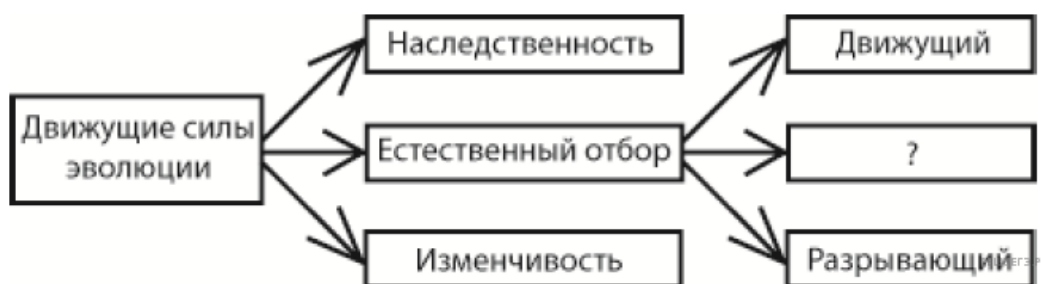 Наследственность
Движущий
Движущие силы
эволюции
Естественный отбор
?
Изменчивость
Разрывающий